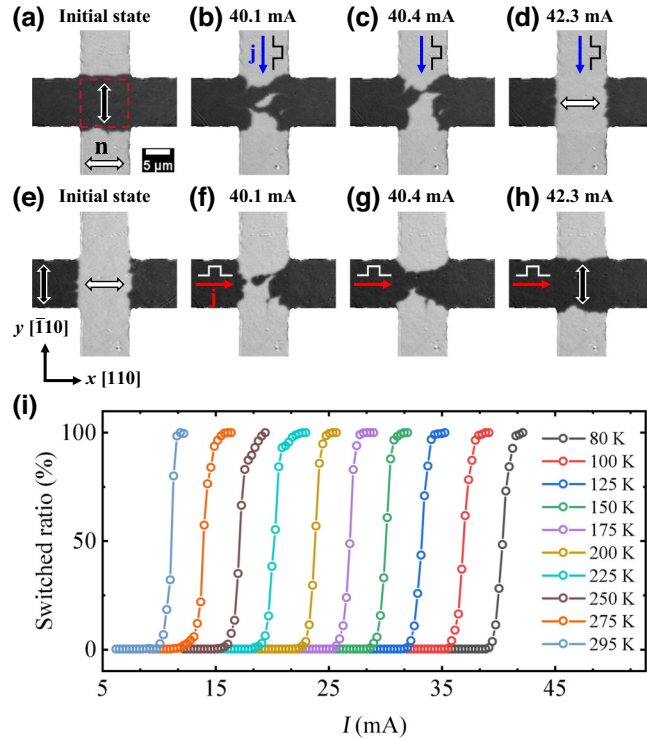 (a) Initial state
(b) 40.1 mA
(c) 40.4 mA
(d) 42.3 mA
j
n
5 μm
(e) Initial state
(f) 40.1 mA
(g) 40.4 mA
(h) 42.3 mA
j
y [1̄10]
x [110]
(i)
Switched ratio (%)
100
50
0
80 K
100 K
125 K
150 K
175 K
200 K
225 K
250 K
275 K
295 K
5 15 25 35 45
I (mA)